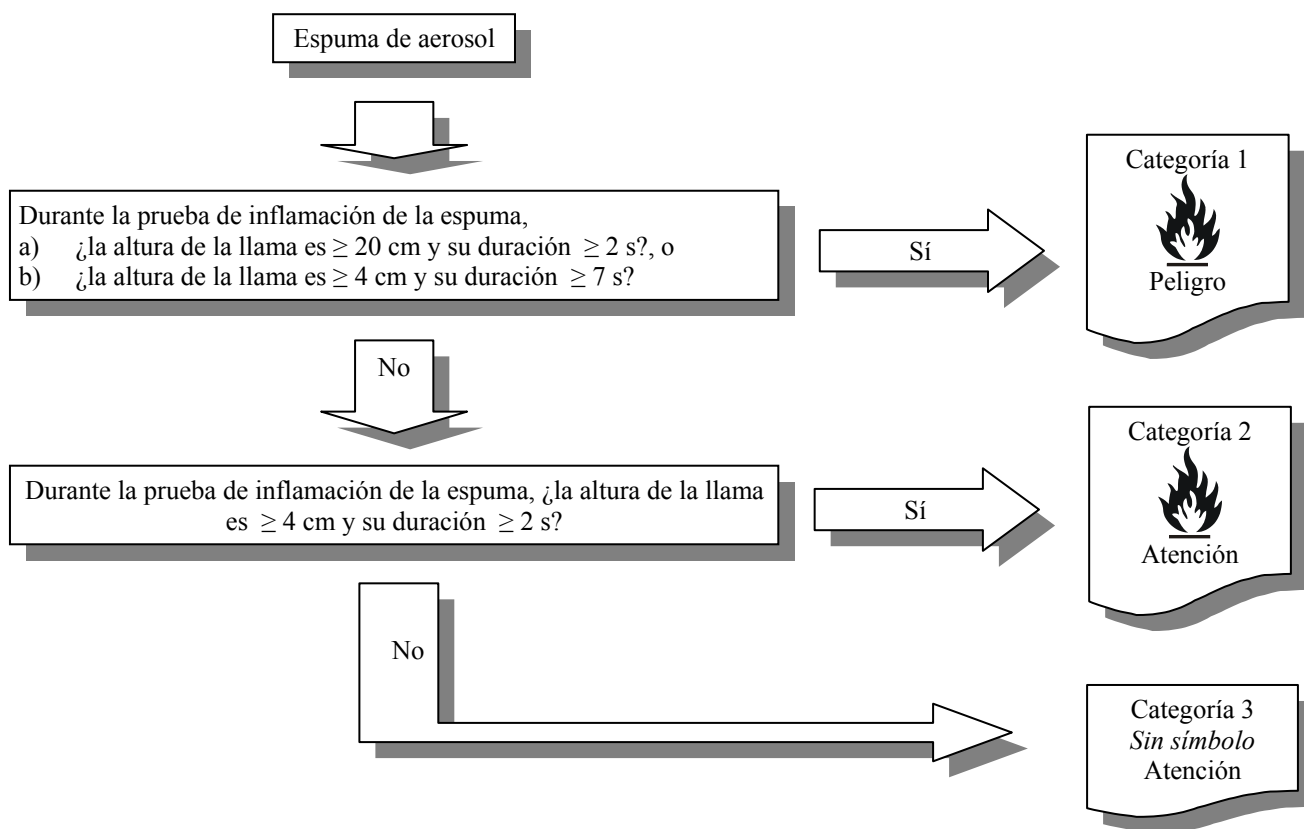 Espuma de aerosol
Durante la prueba de inflamación de la espuma,
a) ¿la altura de la llama es ≥ 20 cm y su duración ≥ 2 s?, o
b) ¿la altura de la llama es ≥ 4 cm y su duración ≥ 7 s?
Sí
Categoría 1
Peligro
No
Durante la prueba de inflamación de la espuma, ¿la altura de la llama
es ≥ 4 cm y su duración ≥ 2 s?
Sí
Categoría 2
Atención
No
Categoría 3
Sin símbolo
Atención